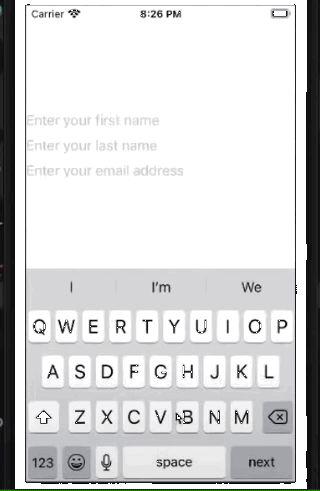 Carrier 8:26 PM
Enter your first name
Enter your last name
Enter your email address
I I'm We
Q W E R T Y U I O P
A S D F G H J K L
Z X C V B N M
123 space next